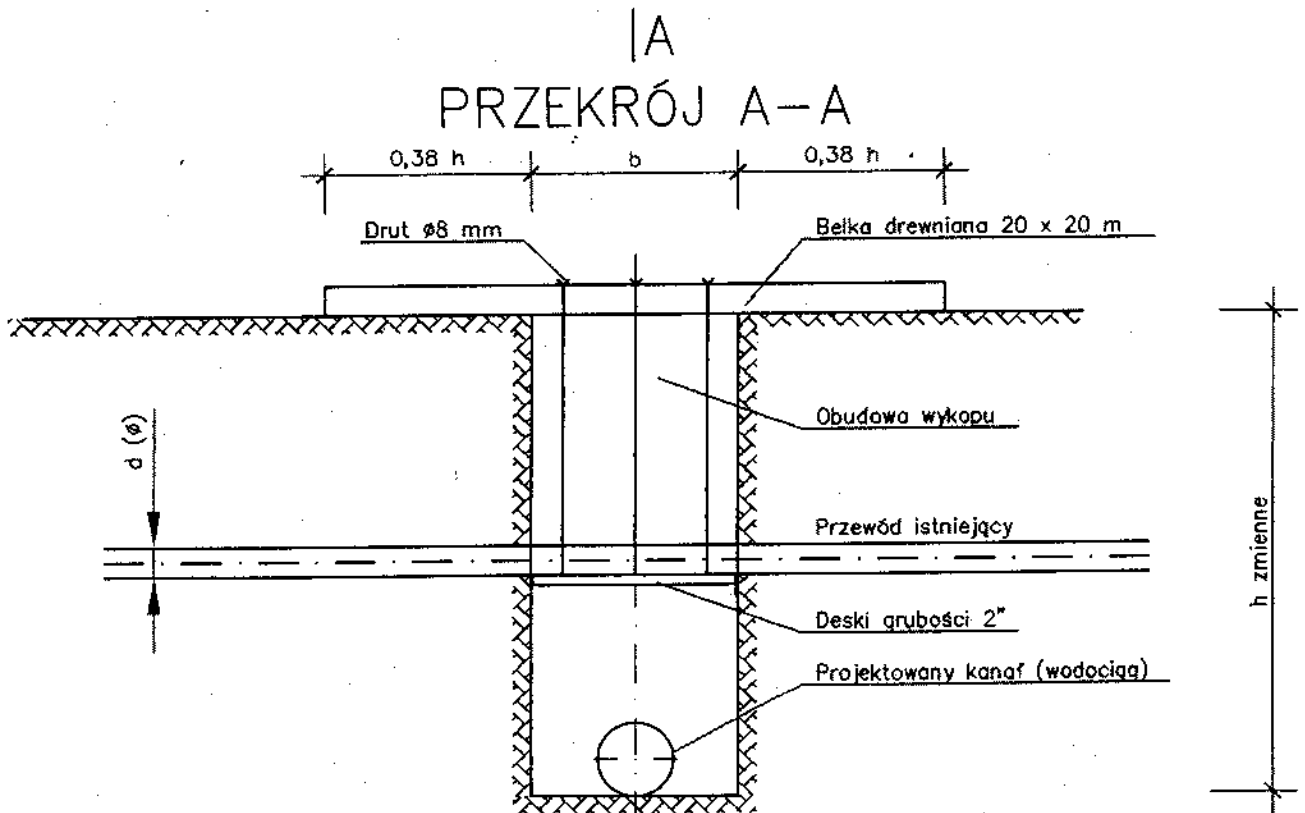 A
PRZEKRÓJ A-A
0,38 h
b
0,38 h
Drut ø8 mm
Belka drewniana 20 x 20 m
Obudowa wykopu
d (ø)
Przewód istniejący
h zmienne
Deski grubości 2"
Projektowany kanał (wodociąg)